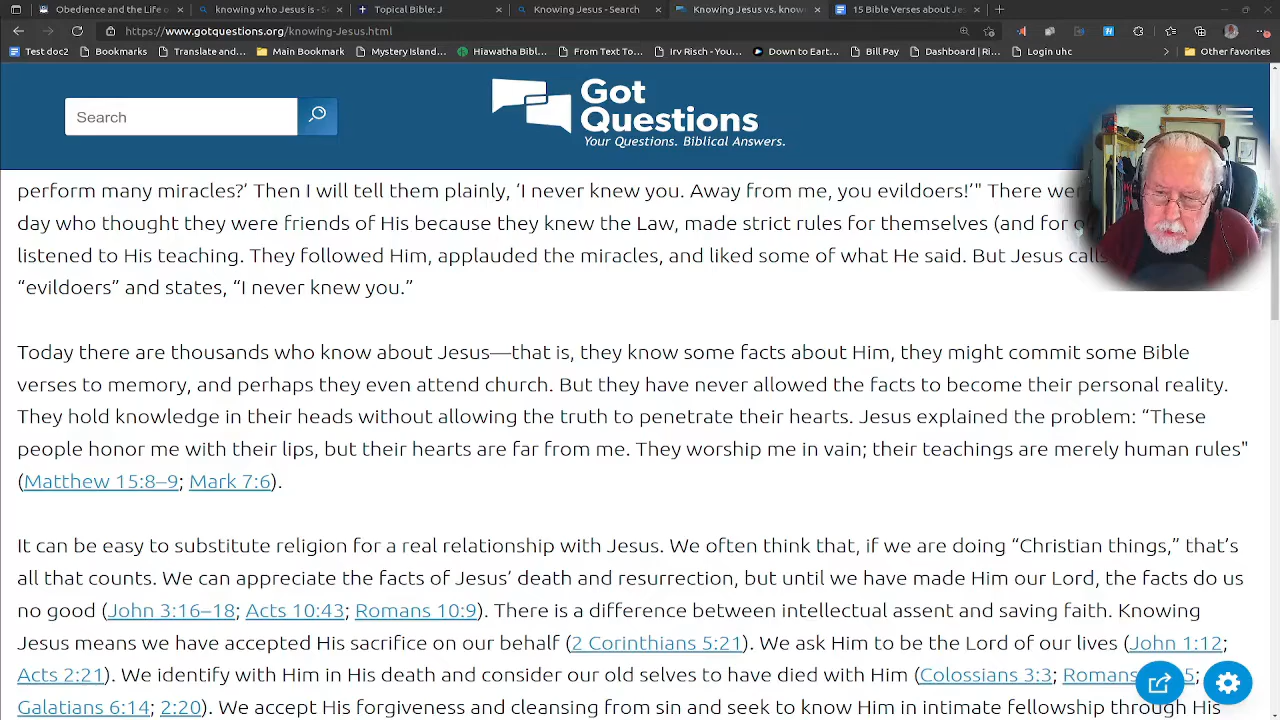 Obedience and the Life o
knowing who Jesus is - S
Topical Bible: J
Knowing Jesus - Search
Knowing Jesus vs. know
15 Bible Verses about Je
https://www.gotquestions.org/knowing-Jesus.html
Test doc2 Bookmarks Translate and... Main Bookmark Mystery Island... Hiawatha Bibl... From Text To... Irv Risch - You... Down to Eart... Bill Pay Dashboard | Ri... Login uhc Other favorites
Search
Got
Questions
Your Questions. Biblical Answers.
perform many miracles?’ Then I will tell them plainly, ‘I never knew you. Away from me, you evildoers!’" There wer
day who thought they were friends of His because they knew the Law, made strict rules for themselves (and for o
listened to His teaching. They followed Him, applauded the miracles, and liked some of what He said. But Jesus calls
“evildoers” and states, “I never knew you.”
Today there are thousands who know about Jesus—that is, they know some facts about Him, they might commit some Bible
verses to memory, and perhaps they even attend church. But they have never allowed the facts to become their personal reality.
They hold knowledge in their heads without allowing the truth to penetrate their hearts. Jesus explained the problem: “These
people honor me with their lips, but their hearts are far from me. They worship me in vain; their teachings are merely human rules"
(Matthew 15:8–9; Mark 7:6).
It can be easy to substitute religion for a real relationship with Jesus. We often think that, if we are doing “Christian things,” that’s
all that counts. We can appreciate the facts of Jesus’ death and resurrection, but until we have made Him our Lord, the facts do us
no good (John 3:16–18; Acts 10:43; Romans 10:9). There is a difference between intellectual assent and saving faith. Knowing
Jesus means we have accepted His sacrifice on our behalf (2 Corinthians 5:21). We ask Him to be the Lord of our lives (John 1:12;
Acts 2:21). We identify with Him in His death and consider our old selves to have died with Him (Colossians 3:3; Romans 5;
Galatians 6:14; 2:20). We accept His forgiveness and cleansing from sin and seek to know Him in intimate fellowship through His